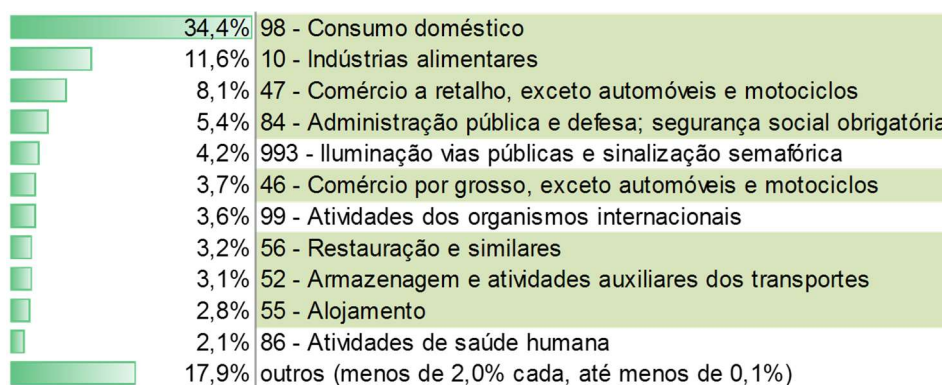 34,4% 98 - Consumo doméstico
11,6% 10 - Indústrias alimentares
8,1% 47 - Comércio a retalho, exceto automóveis e motociclos
5,4% 84 - Administração pública e defesa; segurança social obrigatória
4,2% 993 - Iluminação vias públicas e sinalização semafórica
3,7% 46 - Comércio por grosso, exceto automóveis e motociclos
3,6% 99 - Atividades dos organismos internacionais
3,2% 56 - Restauração e similares
3,1% 52 - Armazenagem e atividades auxiliares dos transportes
2,8% 55 - Alojamento
2,1% 86 - Atividades de saúde humana
17,9% outros (menos de 2,0% cada, até menos de 0,1%)